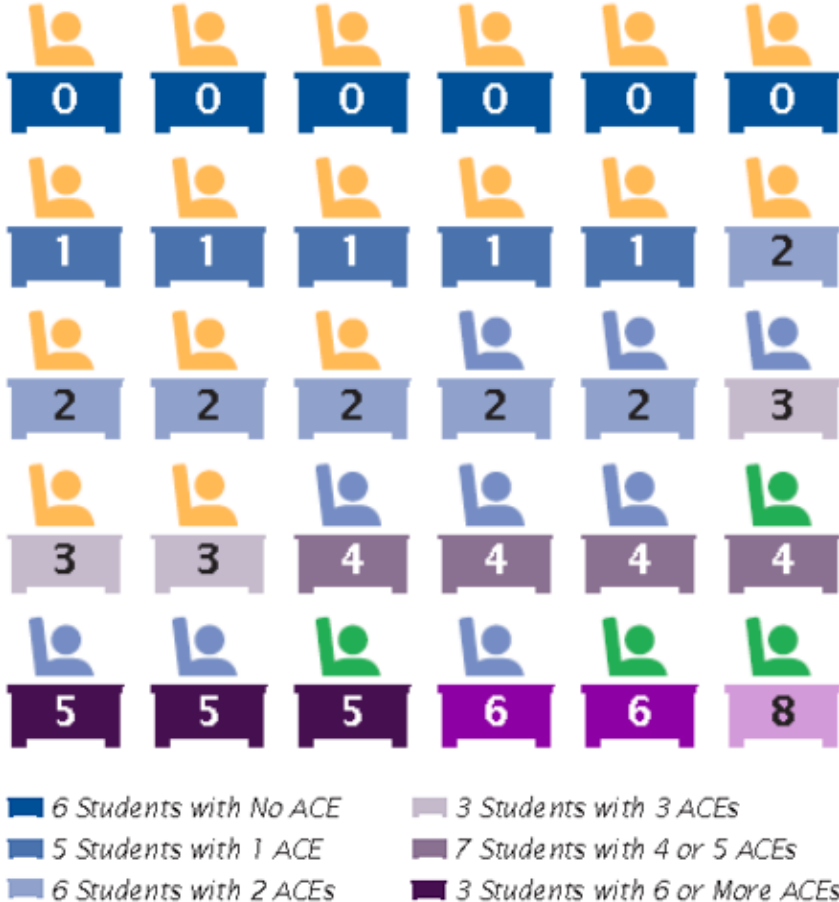 0 0 0 0 0 0
1 1 1 1 1 2
2 2 2 2 2 3
3 3 4 4 4 4
5 5 5 6 6 8
6 Students with No ACE
3 Students with 3 ACEs
5 Students with 1 ACE
7 Students with 4 or 5 ACEs
6 Students with 2 ACEs
3 Students with 6 or More ACEs